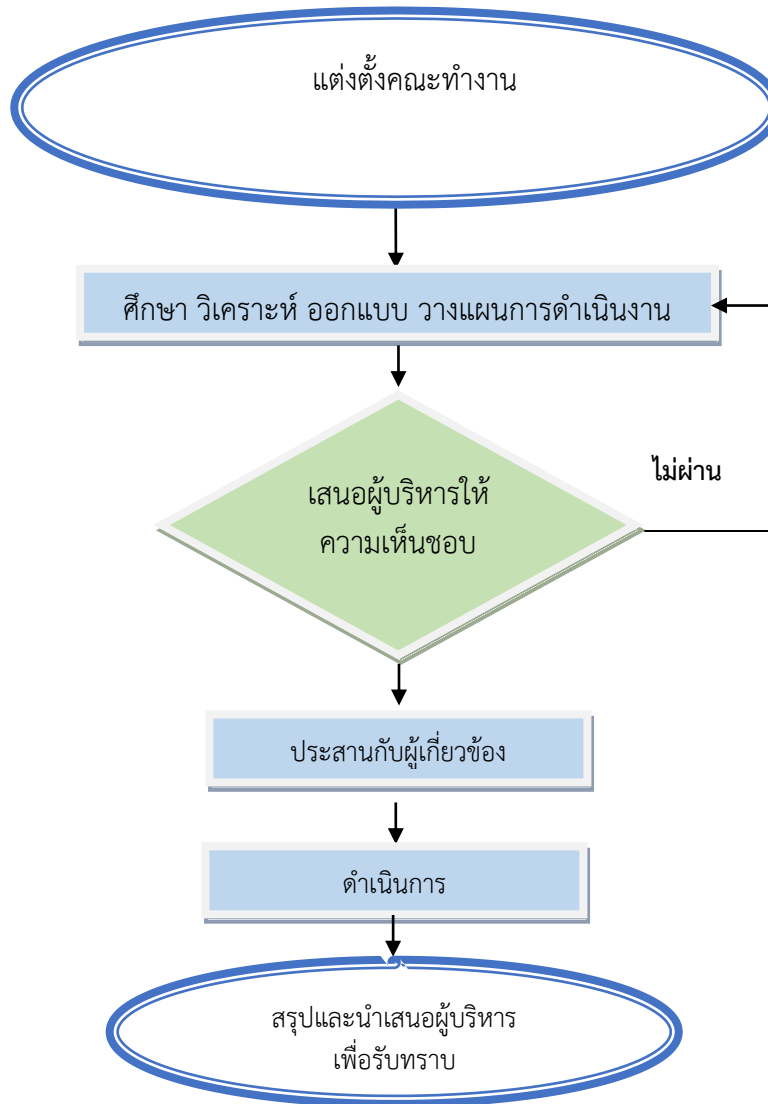 แต่งตั้งคณะทำงาน
ศึกษา วิเคราะห์ ออกแบบ วางแผนการดำเนินงาน
ไม่ผ่าน
เสนอผู้บริหารให้
ความเห็นชอบ
ประสานกับผู้เกี่ยวข้อง
ดำเนินการ
สรุปและนำเสนอผู้บริหาร
เพื่อรับทราบ